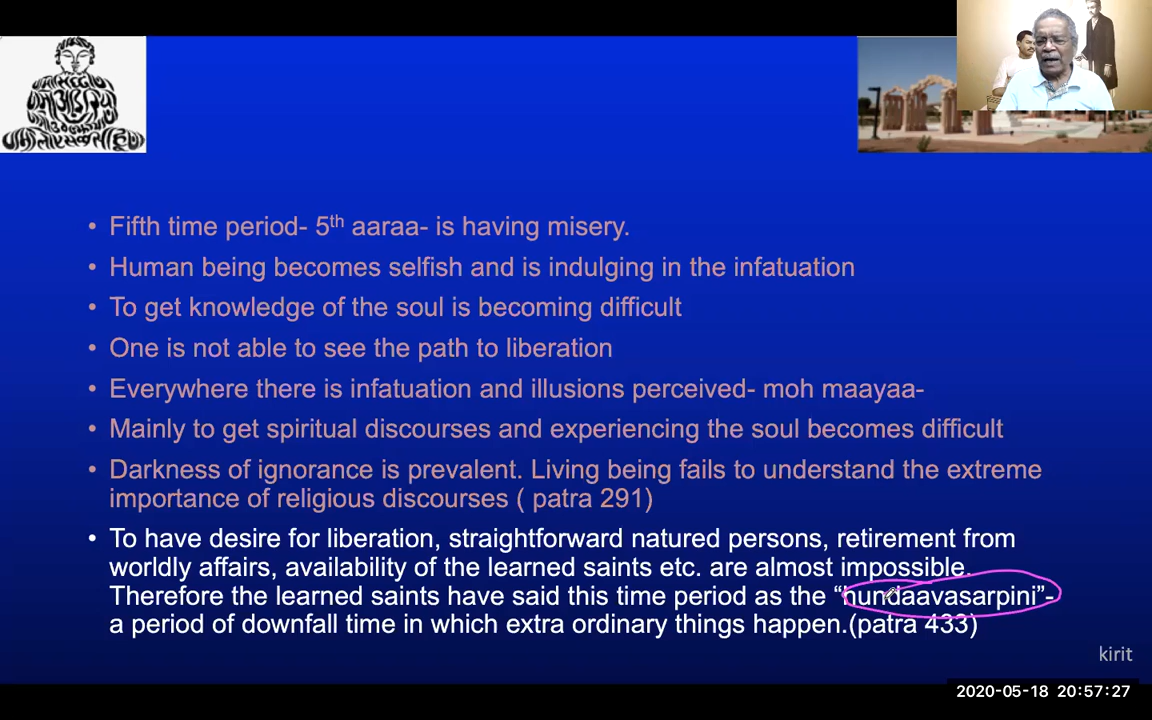 • Fifth time period- 5th aaraa- is having misery.
• Human being becomes selfish and is indulging in the infatuation
• To get knowledge of the soul is becoming difficult
• One is not able to see the path to liberation
• Everywhere there is infatuation and illusions perceived- moh maayaa-
• Mainly to get spiritual discourses and experiencing the soul becomes difficult
• Darkness of ignorance is prevalent. Living being fails to understand the extreme
importance of religious discourses ( patra 291)
• To have desire for liberation, straightforward natured persons, retirement from
worldly affairs, availability of the learned saints etc. are almost impossible.
Therefore the learned saints have said this time period as the “hundaavasarpini”-
a period of downfall time in which extra ordinary things happen.(patra 433)
kirit
2020-05-18 20:57:27